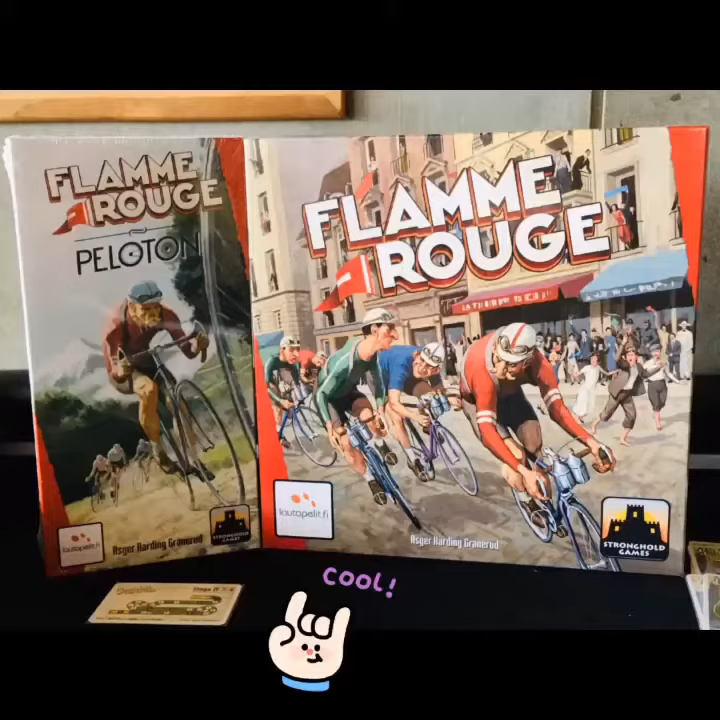 FLAMME
ROUGE
PELOTON
lautapelit.fi
Asger Harding Granerud
FLAMME
ROUGE
lautapelit.fi
Asger Harding Granerud
STRONGHOLD
GAMES
STRONGHOLD
GAMES
cool!